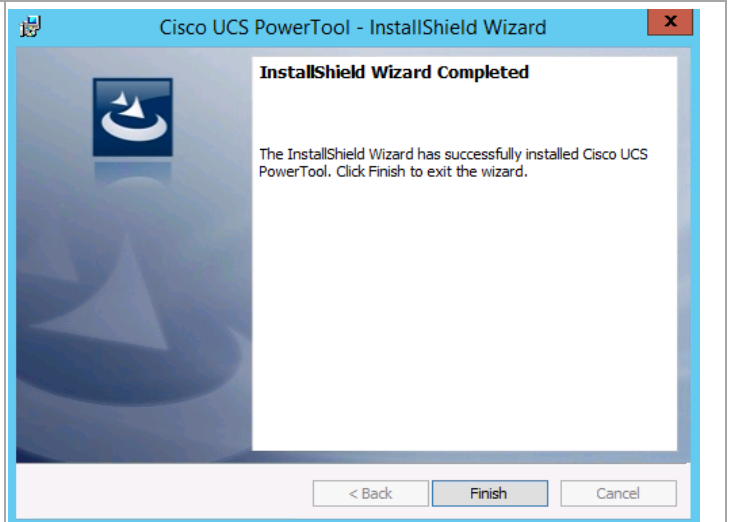 Cisco UCS PowerTool - InstallShield Wizard
x
InstallShield Wizard Completed
The InstallShield Wizard has successfully installed Cisco UCS
PowerTool. Click Finish to exit the wizard.
< Back Finish Cancel